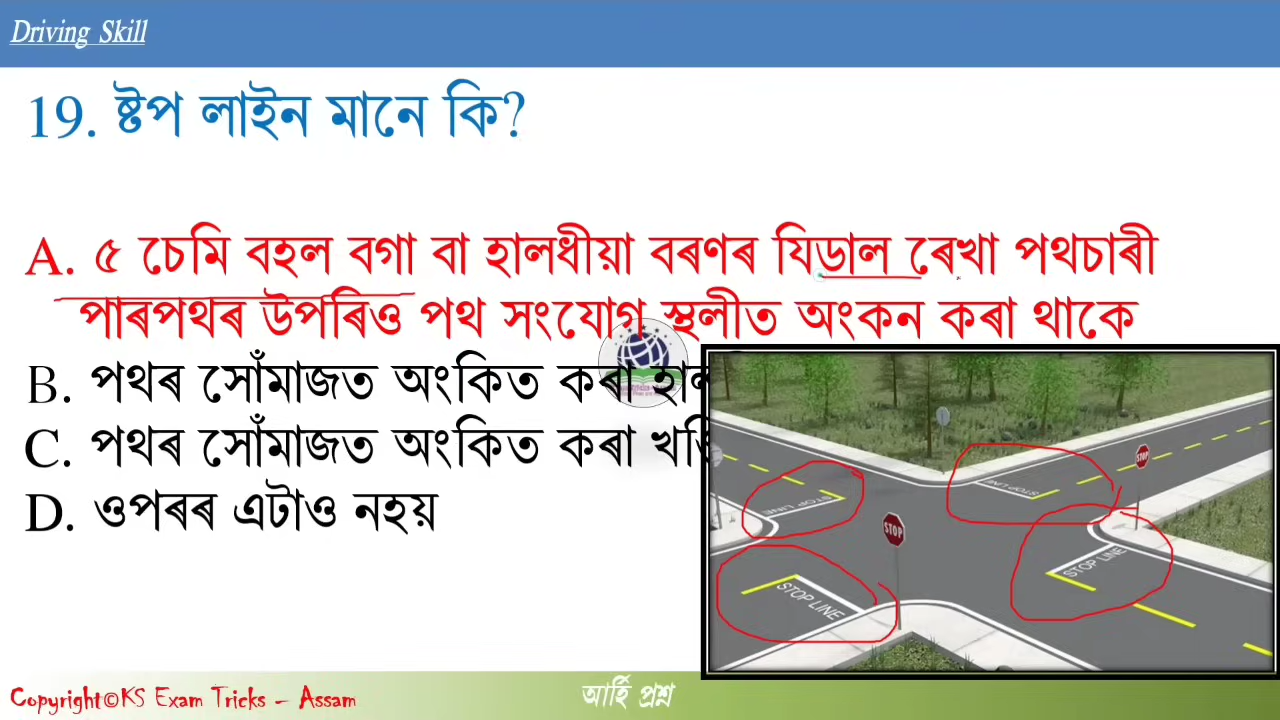 Driving Skill
19. ষ্টপ লাইন মানে কি?
A. ৫ চেমি বহল বগা বা হালধীয়া বৰণৰ যিডাল ৰেখা পথচাৰী
পাৰপথৰ উপৰিও পথ সংযোগ স্থলীত অংকন কৰা থাকে
B. পথৰ সোঁমাজত অংকিত কৰা
C. পথৰ সোঁমাজত অংকিত কৰা
D. ওপৰৰ এটাও নহয়
STOP LINE
STOP LINE
STOP
STOP
STOP LINE
STOP LINE
Copyright©KS Exam Tricks – Assam
আৰ্হি প্ৰশ্ন